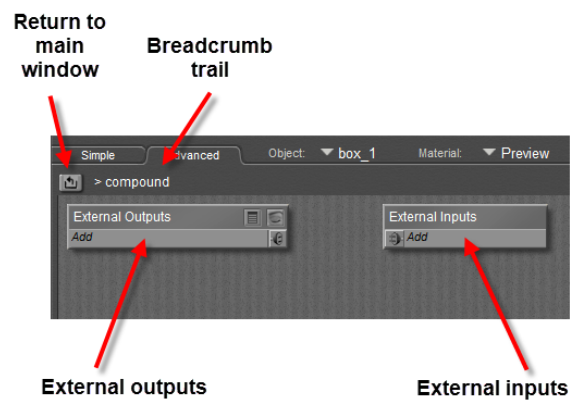 Return to
main
window
Breadcrumb
trail
Simple
Advanced
Object:
box_1
Material:
Preview
> compound
External Outputs
Add
External Inputs
Add
External outputs
External inputs